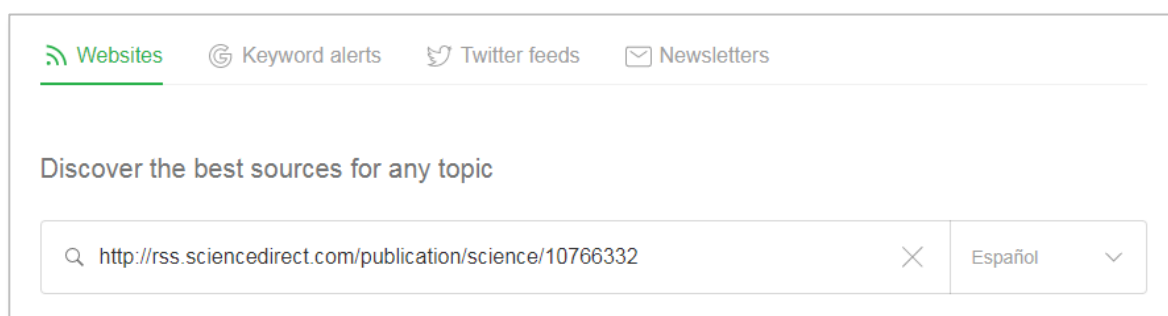 Websites Keyword alerts Twitter feeds Newsletters
Discover the best sources for any topic
http://rss.sciencedirect.com/publication/science/10766332 Español